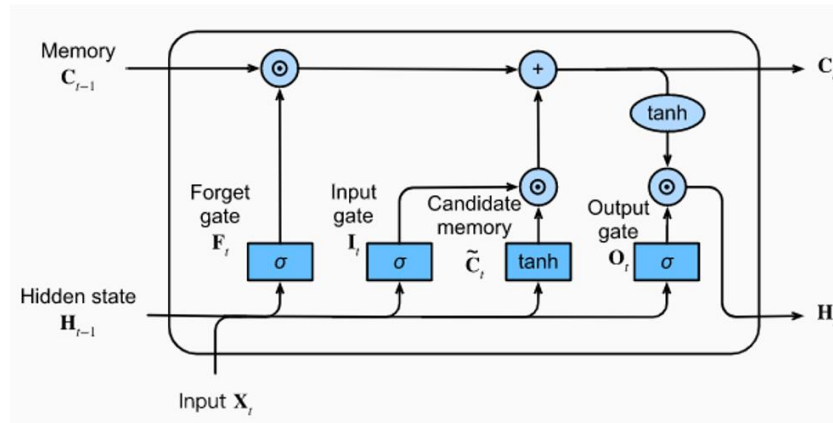 Memory
C_{t-1}
⊙
+
C
tanh
Forget
gate
F_t
Input
gate
I_t
Candidate
memory
C̃_t
⊙
Output
gate
O_t
⊙
σ
σ
tanh
σ
Hidden state
H_{t-1}
H
Input X_t